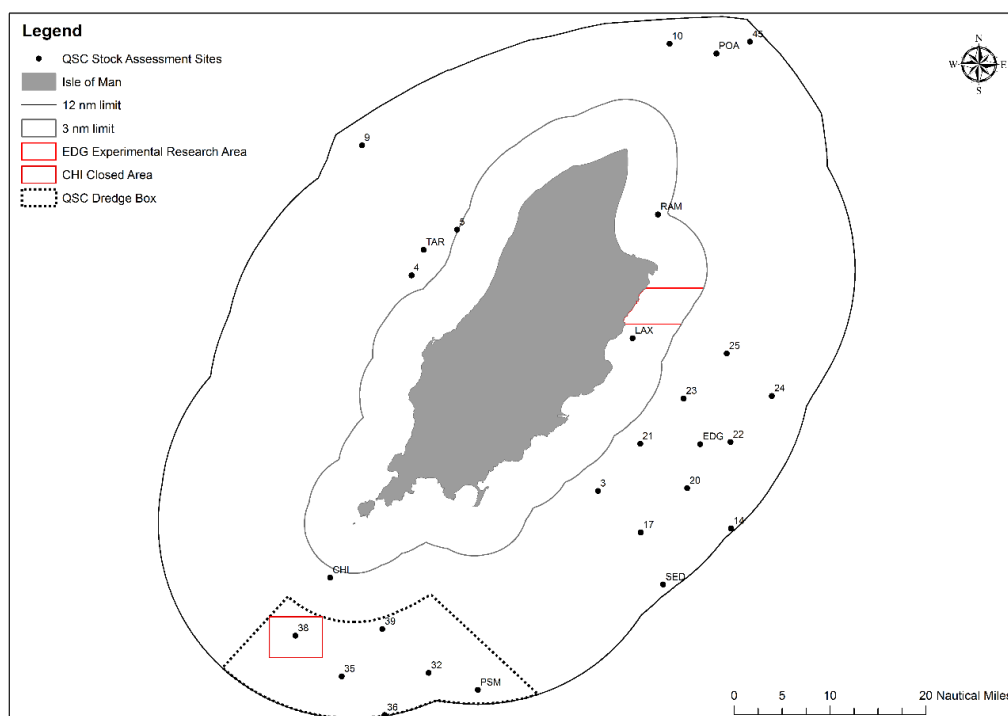 Legend
QSC Stock Assessment Sites
Isle of Man
12 nm limit
3 nm limit
EDG Experimental Research Area
CHI Closed Area
QSC Dredge Box
10
POA
45
N
W E
S
9
RAM
5
TAR
4
LAX
25
24
23
21
EDG
22
3
20
17
14
CHI
SED
38
39
35
32
PSM
36
0 5 10 20 Nautical Miles